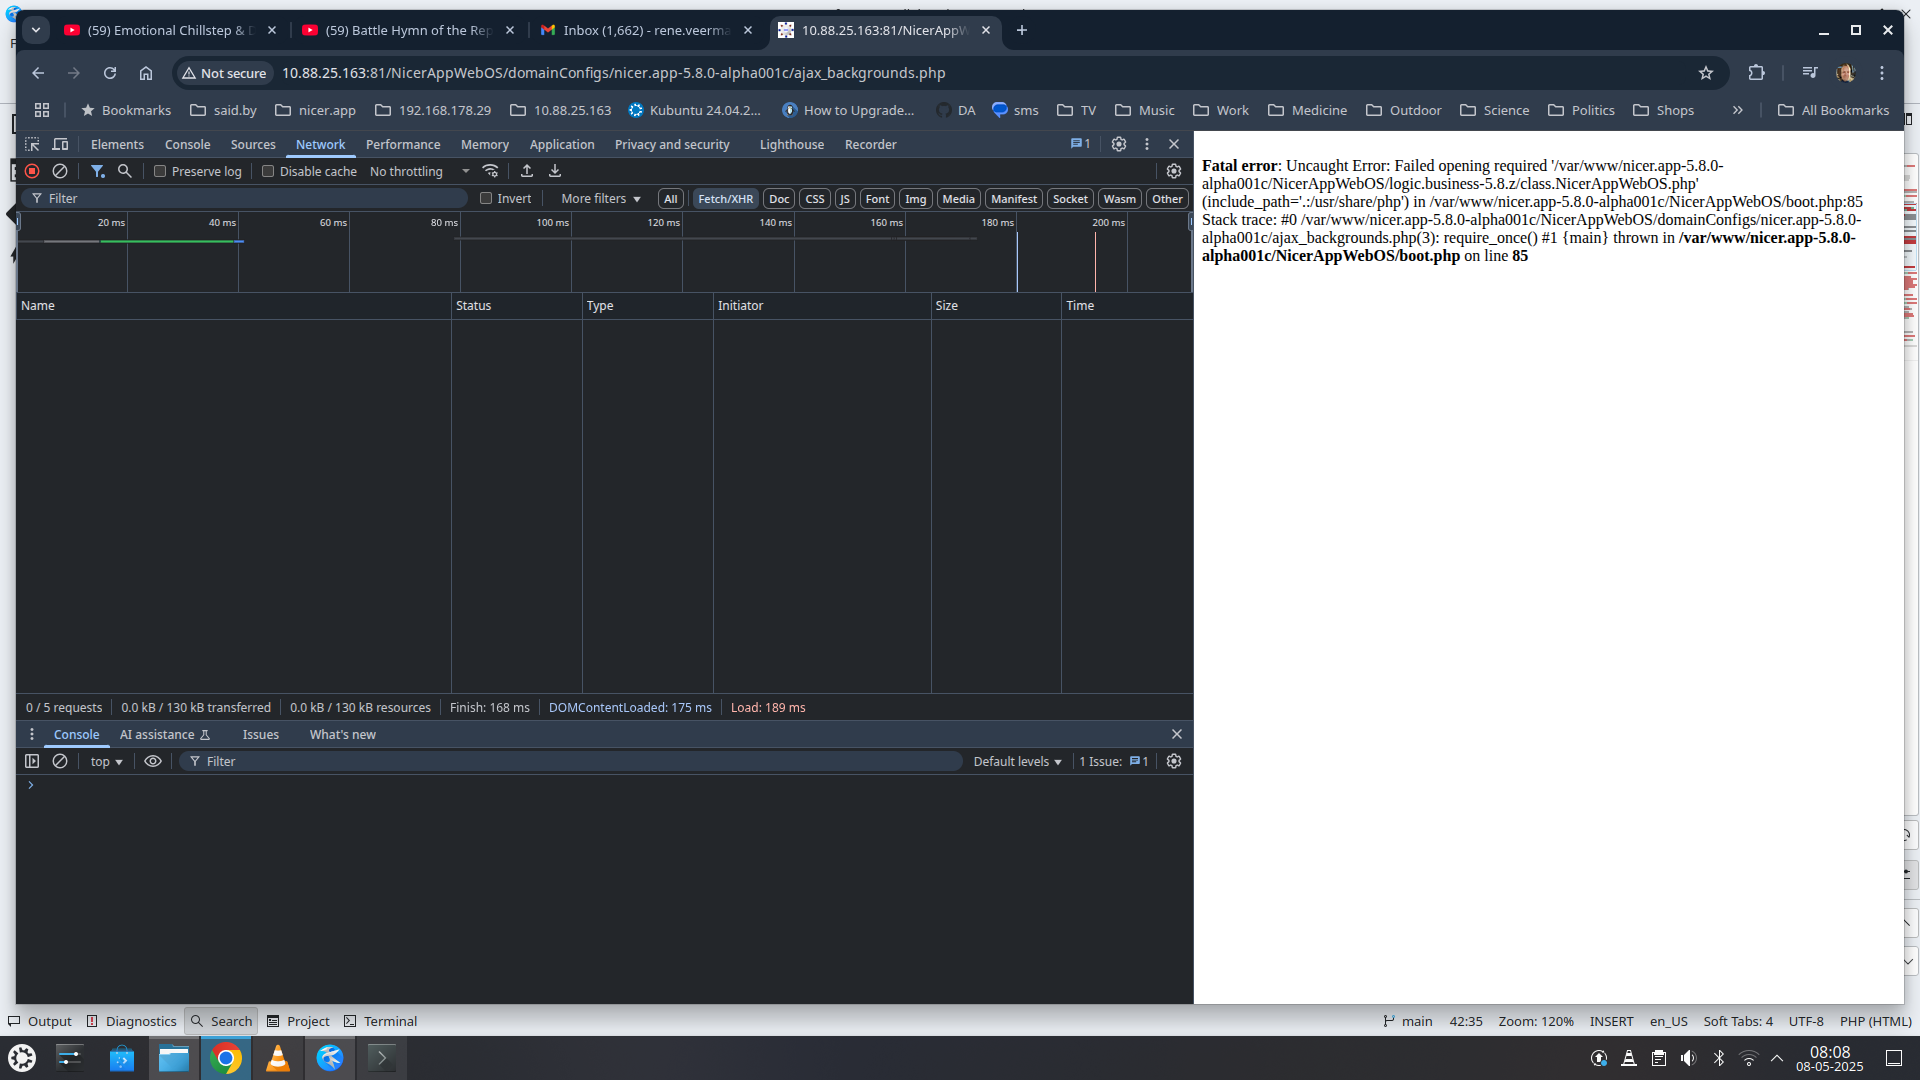 (59) Emotional Chillstep & D
(59) Battle Hymn of the Rep
Inbox (1,662) - rene.veerma
10.88.25.163:81/NicerAppW
Not secure
10.88.25.163:81/NicerAppWebOS/domainConfigs/nicer.app-5.8.0-alpha001c/ajax_backgrounds.php
Bookmarks said.by nicer.app 192.168.178.29 10.88.25.163 Kubuntu 24.04.2... How to Upgrade... DA sms TV Music Work Medicine Outdoor Science Politics Shops » All Bookmarks
Elements Console Sources Network Performance Memory Application Privacy and security Lighthouse Recorder 1
Preserve log Disable cache No throttling
Filter Invert More filters All Fetch/XHR Doc CSS JS Font Img Media Manifest Socket Wasm Other
20 ms 40 ms 60 ms 80 ms 100 ms 120 ms 140 ms 160 ms 180 ms 200 ms
Name Status Type Initiator Size Time
0 / 5 requests 0.0 kB / 130 kB transferred 0.0 kB / 130 kB resources Finish: 168 ms DOMContentLoaded: 175 ms Load: 189 ms
Console AI assistance Issues What's new
top Filter Default levels 1 Issue: 1
Fatal error: Uncaught Error: Failed opening required '/var/www/nicer.app-5.8.0-
alpha001c/NicerAppWebOS/logic.business-5.8.z/class.NicerAppWebOS.php'
(include_path='.:/usr/share/php') in /var/www/nicer.app-5.8.0-alpha001c/NicerAppWebOS/boot.php:85
Stack trace: #0 /var/www/nicer.app-5.8.0-alpha001c/NicerAppWebOS/domainConfigs/nicer.app-5.8.0-
alpha001c/ajax_backgrounds.php(3): require_once() #1 {main} thrown in /var/www/nicer.app-5.8.0-
alpha001c/NicerAppWebOS/boot.php on line 85
Output Diagnostics Search Project Terminal
main 42:35 Zoom: 120% INSERT en_US Soft Tabs: 4 UTF-8 PHP (HTML)
08:08
08-05-2025